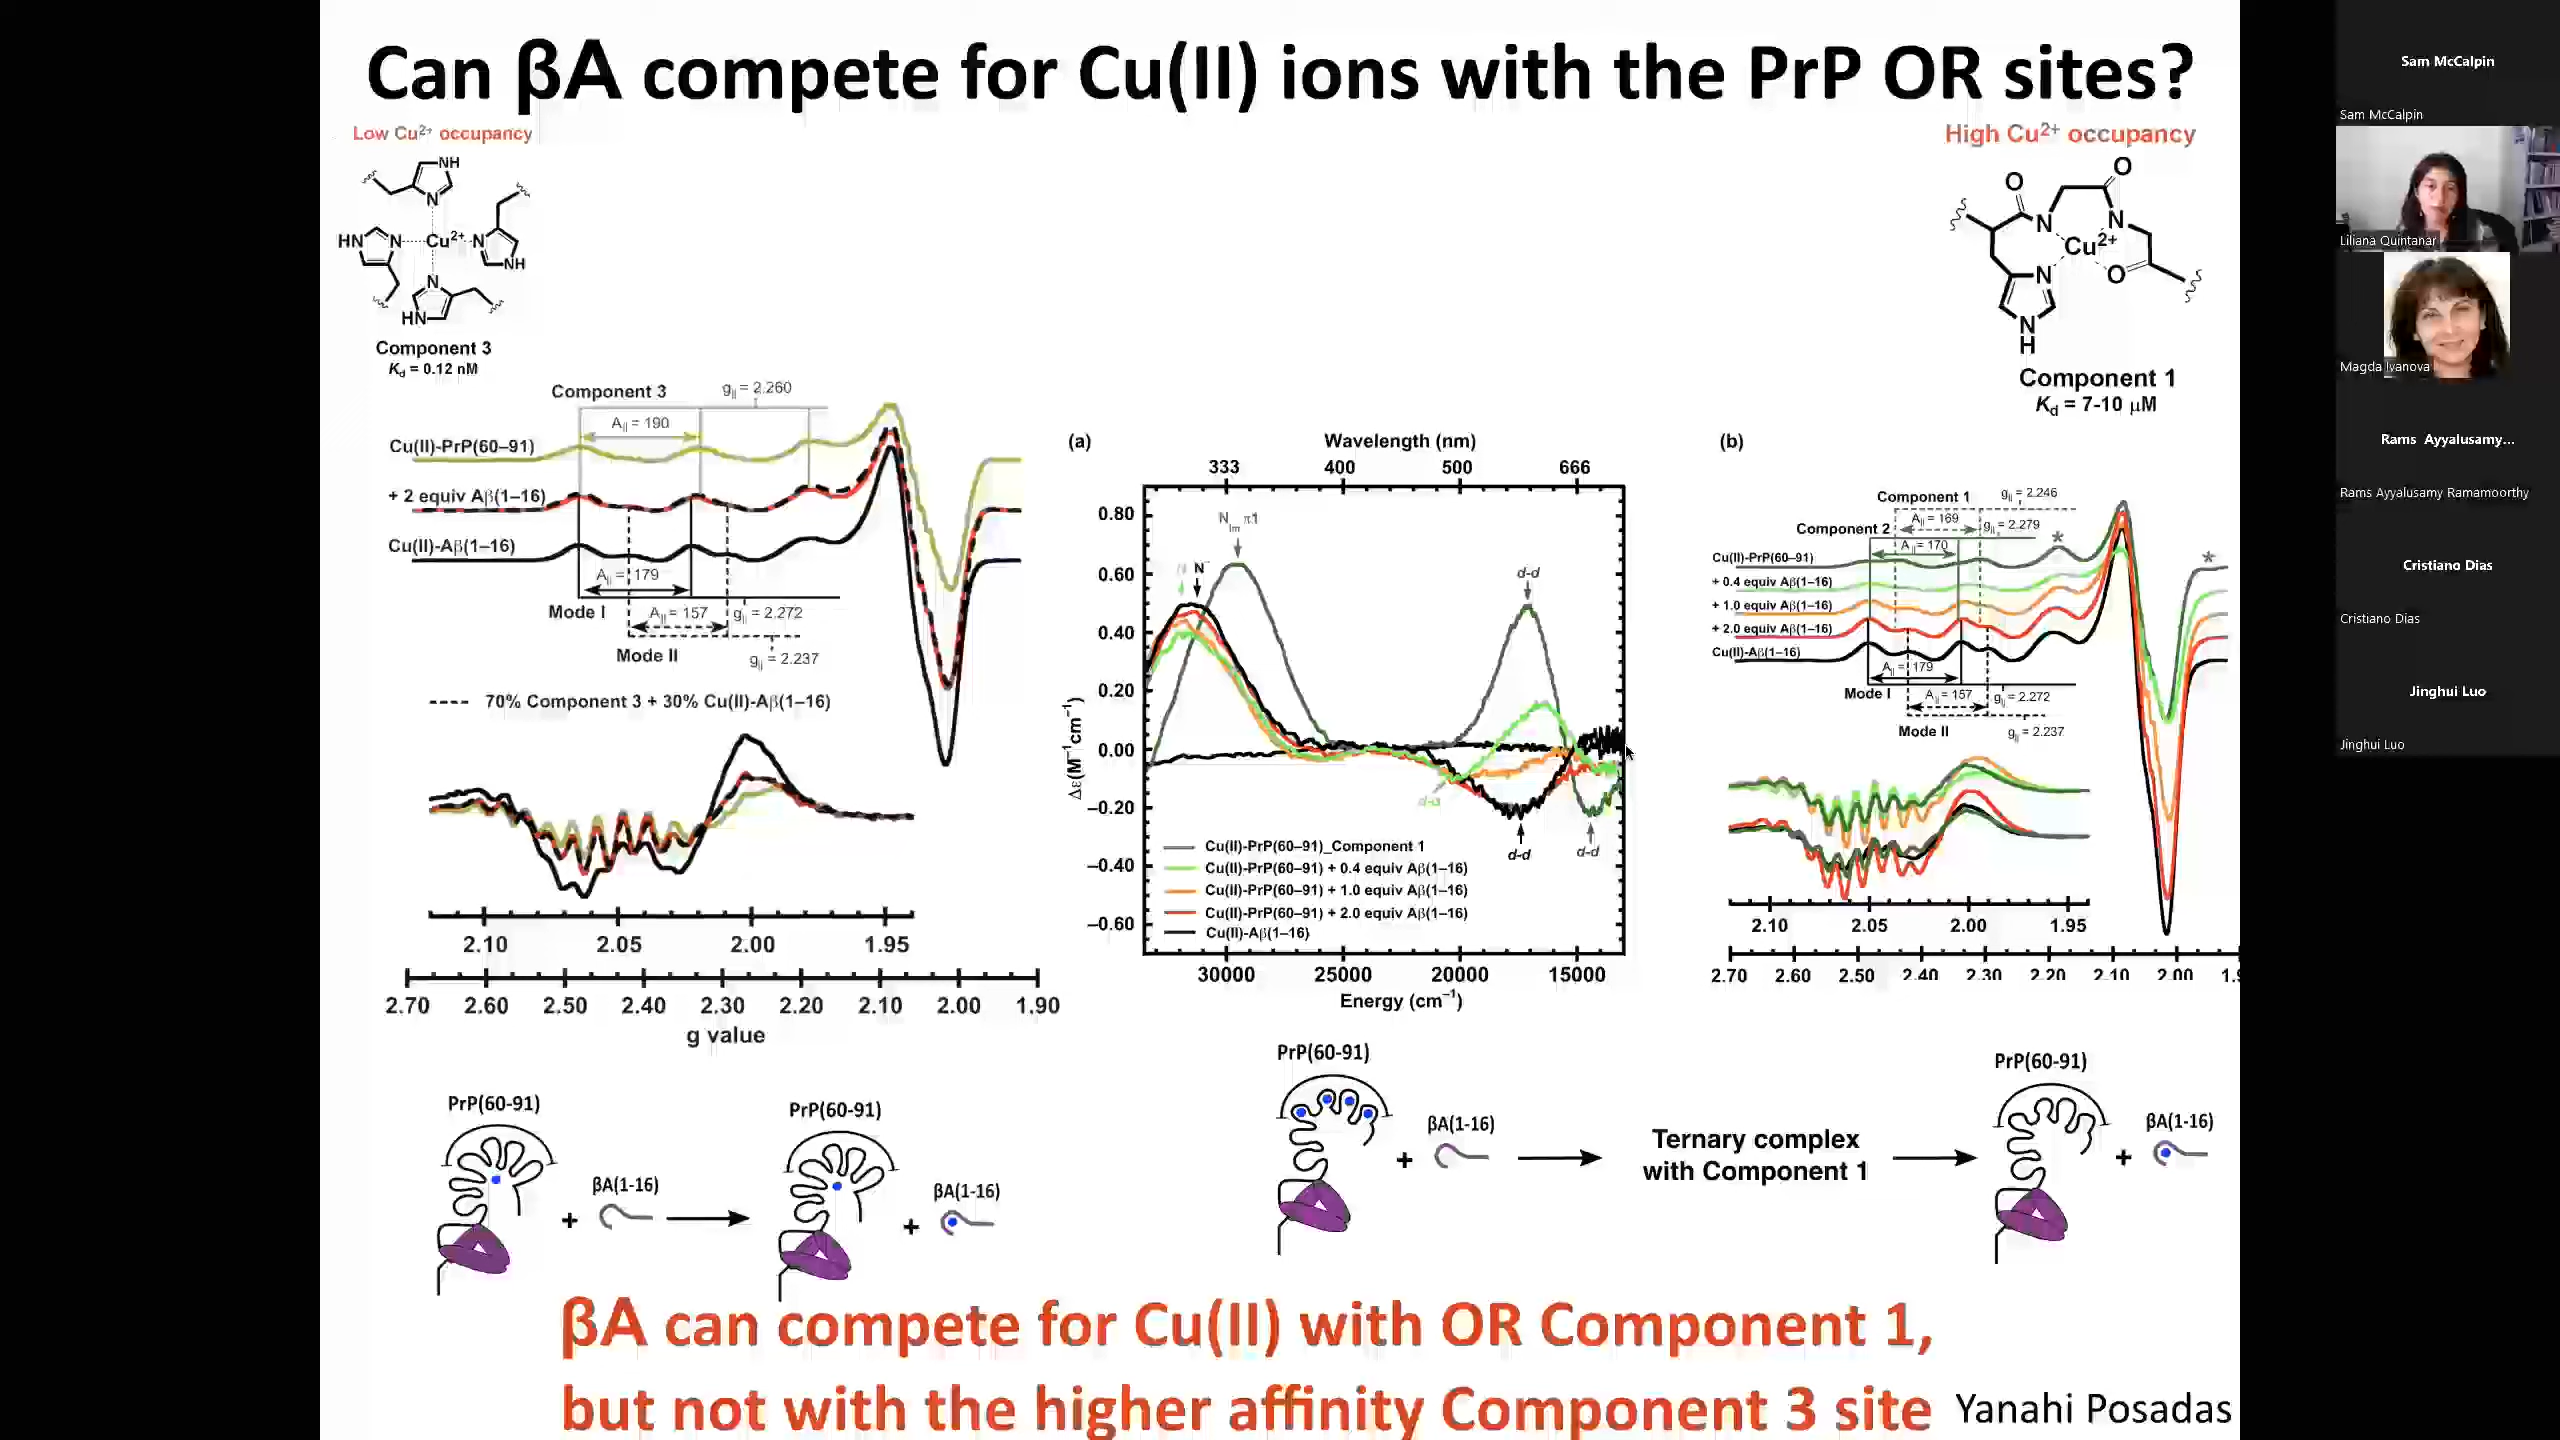 Can βA compete for Cu(II) ions with the PrP OR sites?
Low Cu²⁺ occupancy
NH
N
HN
N
Cu²⁺
N
NH
N
HN
Component 3
Kd = 0.12 nM
High Cu²⁺ occupancy
O
O
N
N
Cu²⁺
N
O
N
H
Component 1
Kd = 7-10 µM
Component 3
g|| = 2.260
A|| = 190
Cu(II)-PrP(60–91)
+ 2 equiv Aβ(1–16)
Cu(II)-Aβ(1–16)
A|| = 179
Mode I
A|| = 157
g|| = 2.272
Mode II
g|| = 2.237
70% Component 3 + 30% Cu(II)-Aβ(1–16)
2.10 2.05 2.00 1.95
2.70 2.60 2.50 2.40 2.30 2.20 2.10 2.00 1.90
g value
(a)
Wavelength (nm)
333 400 500 666
0.80
0.60
0.40
0.20
0.00
–0.20
–0.40
–0.60
Δε(M⁻¹cm⁻¹)
NIm π1
N⁻
d-d
d-d
d-d
Cu(II)-PrP(60–91)_Component 1
Cu(II)-PrP(60–91) + 0.4 equiv Aβ(1–16)
Cu(II)-PrP(60–91) + 1.0 equiv Aβ(1–16)
Cu(II)-PrP(60–91) + 2.0 equiv Aβ(1–16)
Cu(II)-Aβ(1–16)
30000 25000 20000 15000
Energy (cm⁻¹)
(b)
Component 1
g|| = 2.246
A|| = 169
g|| = 2.279
Component 2
A|| = 170
*
*
Cu(II)-PrP(60–91)
+ 0.4 equiv Aβ(1–16)
+ 1.0 equiv Aβ(1–16)
+ 2.0 equiv Aβ(1–16)
Cu(II)-Aβ(1–16)
A|| = 179
Mode I
A|| = 157
g|| = 2.272
Mode II
g|| = 2.237
2.10 2.05 2.00 1.95
2.70 2.60 2.50 2.40 2.30 2.20 2.10 2.00
PrP(60-91)
+
βA(1-16)
PrP(60-91)
+
βA(1-16)
PrP(60-91)
+
βA(1-16)
Ternary complex
with Component 1
PrP(60-91)
+
βA(1-16)
βA can compete for Cu(II) with OR Component 1,
but not with the higher affinity Component 3 site
Yanahi Posadas
Sam McCalpin
Sam McCalpin
Liliana Quintanar
Magda Ivanova
Rams Ayyalusamy...
Rams Ayyalusamy Ramamoorthy
Cristiano Dias
Cristiano Dias
Jinghui Luo
Jinghui Luo